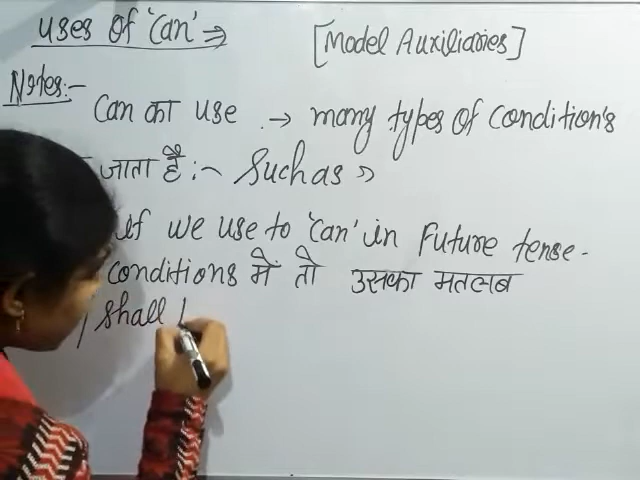 uses of 'Can' ⇒ [Model Auxiliaries]
Notes:-
Can का use → many types of Condition's
जाता है :- Such as
if we use to 'Can' in Future tense -
conditions में तो उसका मतलब
/ Shall /